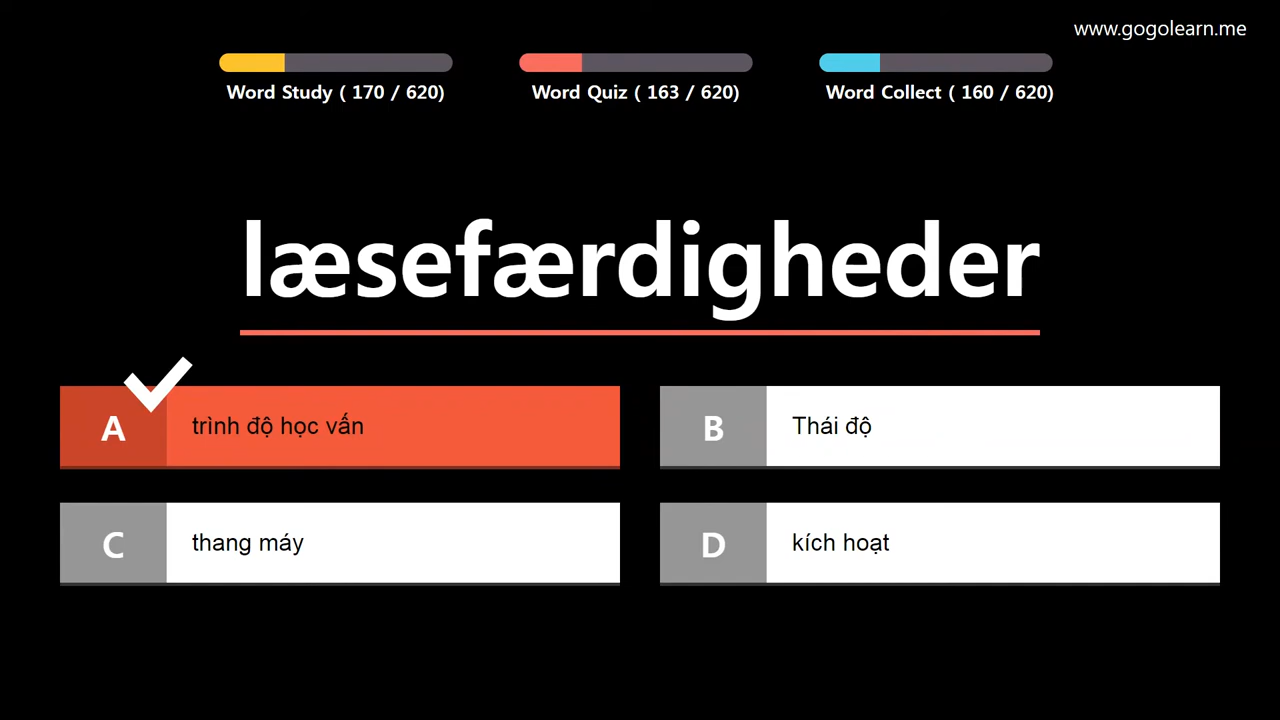 www.gogolearn.me
Word Study ( 170 / 620)
Word Quiz ( 163 / 620)
Word Collect ( 160 / 620)
læsefærdigheder
A trình độ học vấn
B Thái độ
C thang máy
D kích hoạt